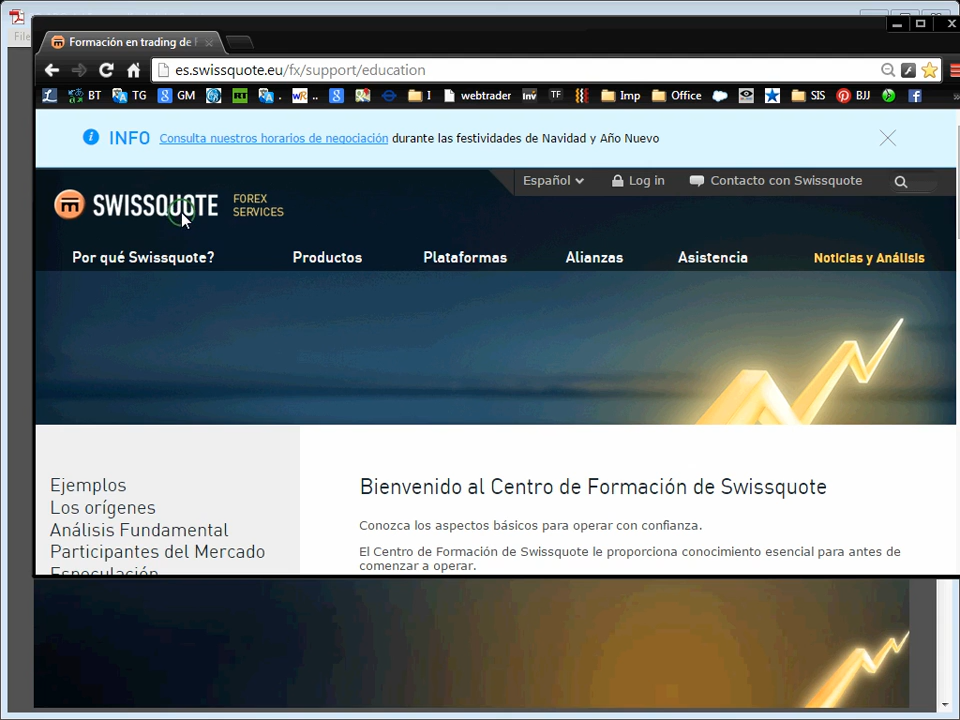 File
Formación en trading de
es.swissquote.eu/fx/support/education
BT TG GM . .. I webtrader Inv TF Imp Office SIS BJJ
INFO Consulta nuestros horarios de negociación durante las festividades de Navidad y Año Nuevo
Español Log in Contacto con Swissquote
SWISSQUOTE FOREX
SERVICES
Por qué Swissquote? Productos Plataformas Alianzas Asistencia Noticias y Análisis
Ejemplos
Los orígenes
Análisis Fundamental
Participantes del Mercado
Especulación
Bienvenido al Centro de Formación de Swissquote
Conozca los aspectos básicos para operar con confianza.
El Centro de Formación de Swissquote le proporciona conocimiento esencial para antes de
comenzar a operar.